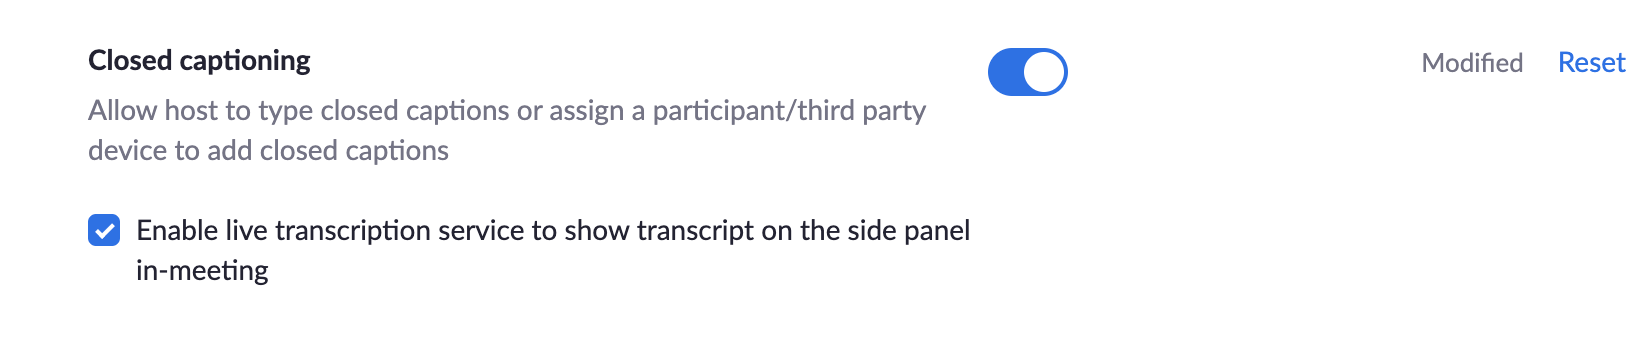 Closed captioning
Modified Reset
Allow host to type closed captions or assign a participant/third party
device to add closed captions
Enable live transcription service to show transcript on the side panel
in-meeting